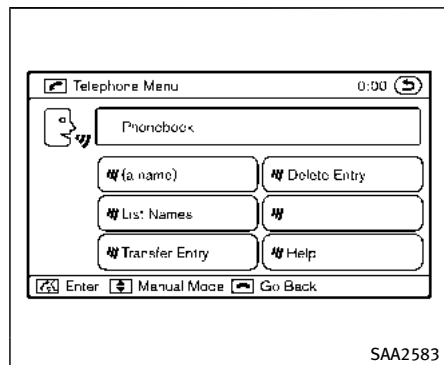 Telephone Menu 0:00
Phonebook
(a name) Delete Entry
List Names
Transfer Entry Help
Enter Manual Mode Go Back
SAA2583